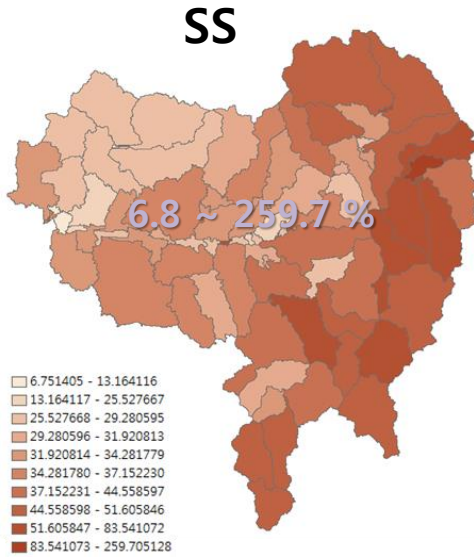 SS
6.8 ~ 259.7 %
6.751405 - 13.164116
13.164117 - 25.527667
25.527668 - 29.280595
29.280596 - 31.920813
31.920814 - 34.281779
34.281780 - 37.152230
37.152231 - 44.558597
44.558598 - 51.605846
51.605847 - 83.541072
83.541073 - 259.705128